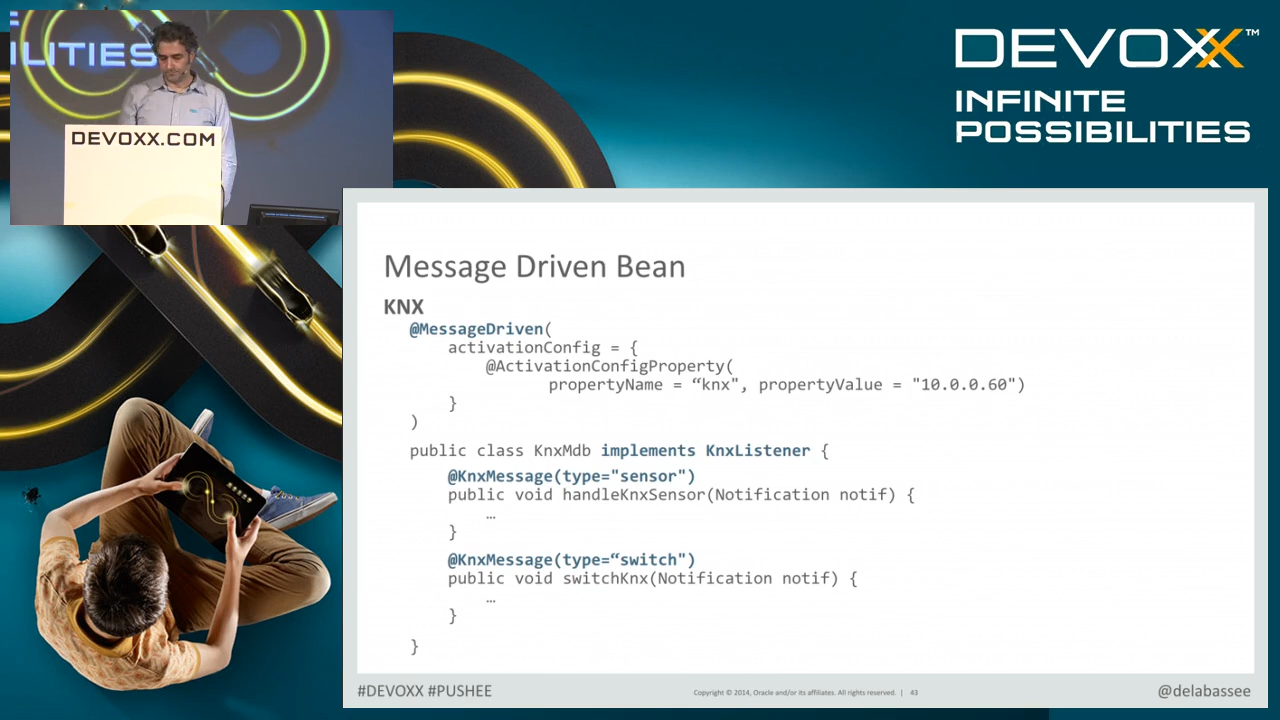 ILITIES
DEVOXX.COM
DEVOXX™
INFINITE
POSSIBILITIES
Message Driven Bean
KNX
@MessageDriven(
activationConfig = {
@ActivationConfigProperty(
propertyName = “knx", propertyValue = "10.0.0.60")
}
)
public class KnxMdb implements KnxListener {
@KnxMessage(type="sensor")
public void handleKnxSensor(Notification notif) {
…
}
@KnxMessage(type=“switch")
public void switchKnx(Notification notif) {
…
}
}
#DEVOXX #PUSHEE
Copyright © 2014, Oracle and/or its affiliates. All rights reserved. | 43
@delabassee